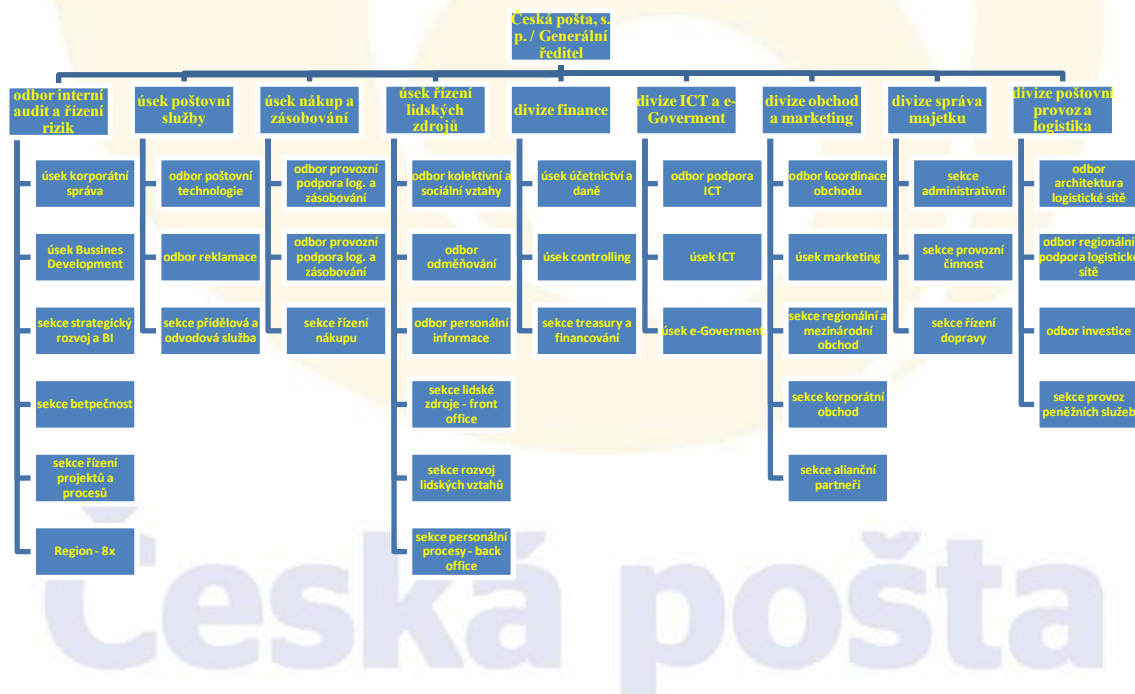 Česká pošta, s.
p. / Generální
ředitel
odbor interní
audit a řízení
rizik
úsek korporátní
správa
úsek Bussines
Development
sekce strategický
rozvoj a BI
sekce betpečnost
sekce řízení
projektů a
procesů
Region - 8x
úsek poštovní
služby
odbor poštovní
technologie
odbor reklamace
sekce přídělová a
odvodová služba
úsek nákup a
zásobování
odbor provozní
podpora log. a
zásobování
odbor provozní
podpora log. a
zásobování
sekce řízení
nákupu
úsek řízení
lidských
zdrojů
odbor kolektivní a
sociální vztahy
odbor
odměňování
odbor personální
informace
sekce lidské
zdroje - front
office
sekce rozvoj
lidských vztahů
sekce personální
procesy - back
office
divize finance
úsek účetnictví a
daně
úsek controlling
sekce treasury a
financování
divize ICT a e-
Goverment
odbor podpora
ICT
úsek ICT
úsek e-Goverment
divize obchod
a marketing
odbor koordinace
obchodu
úsek marketing
sekce regionální a
mezinárodní
obchod
sekce korporátní
obchod
sekce alianční
partneři
divize správa
majetku
sekce
administrativní
sekce provozní
činnost
sekce řízení
dopravy
divize poštovní
provoz a
logistika
odbor
architektura
logistické sítě
odbor regionální
podpora logistické
sítě
odbor investice
sekce provoz
peněžních služeb
Česká pošta